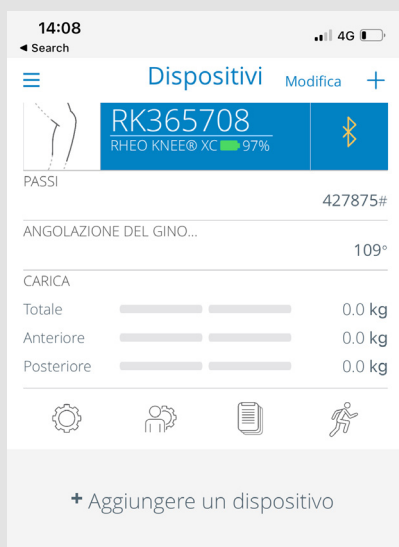 14:08
4G
◄ Search
Dispositivi Modifica +
RK365708
RHEO KNEE® XC 97%
PASSI
427875#
ANGOLAZIONE DEL GINO...
109°
CARICA
Totale 0.0 kg
Anteriore 0.0 kg
Posteriore 0.0 kg
+ Aggiungere un dispositivo